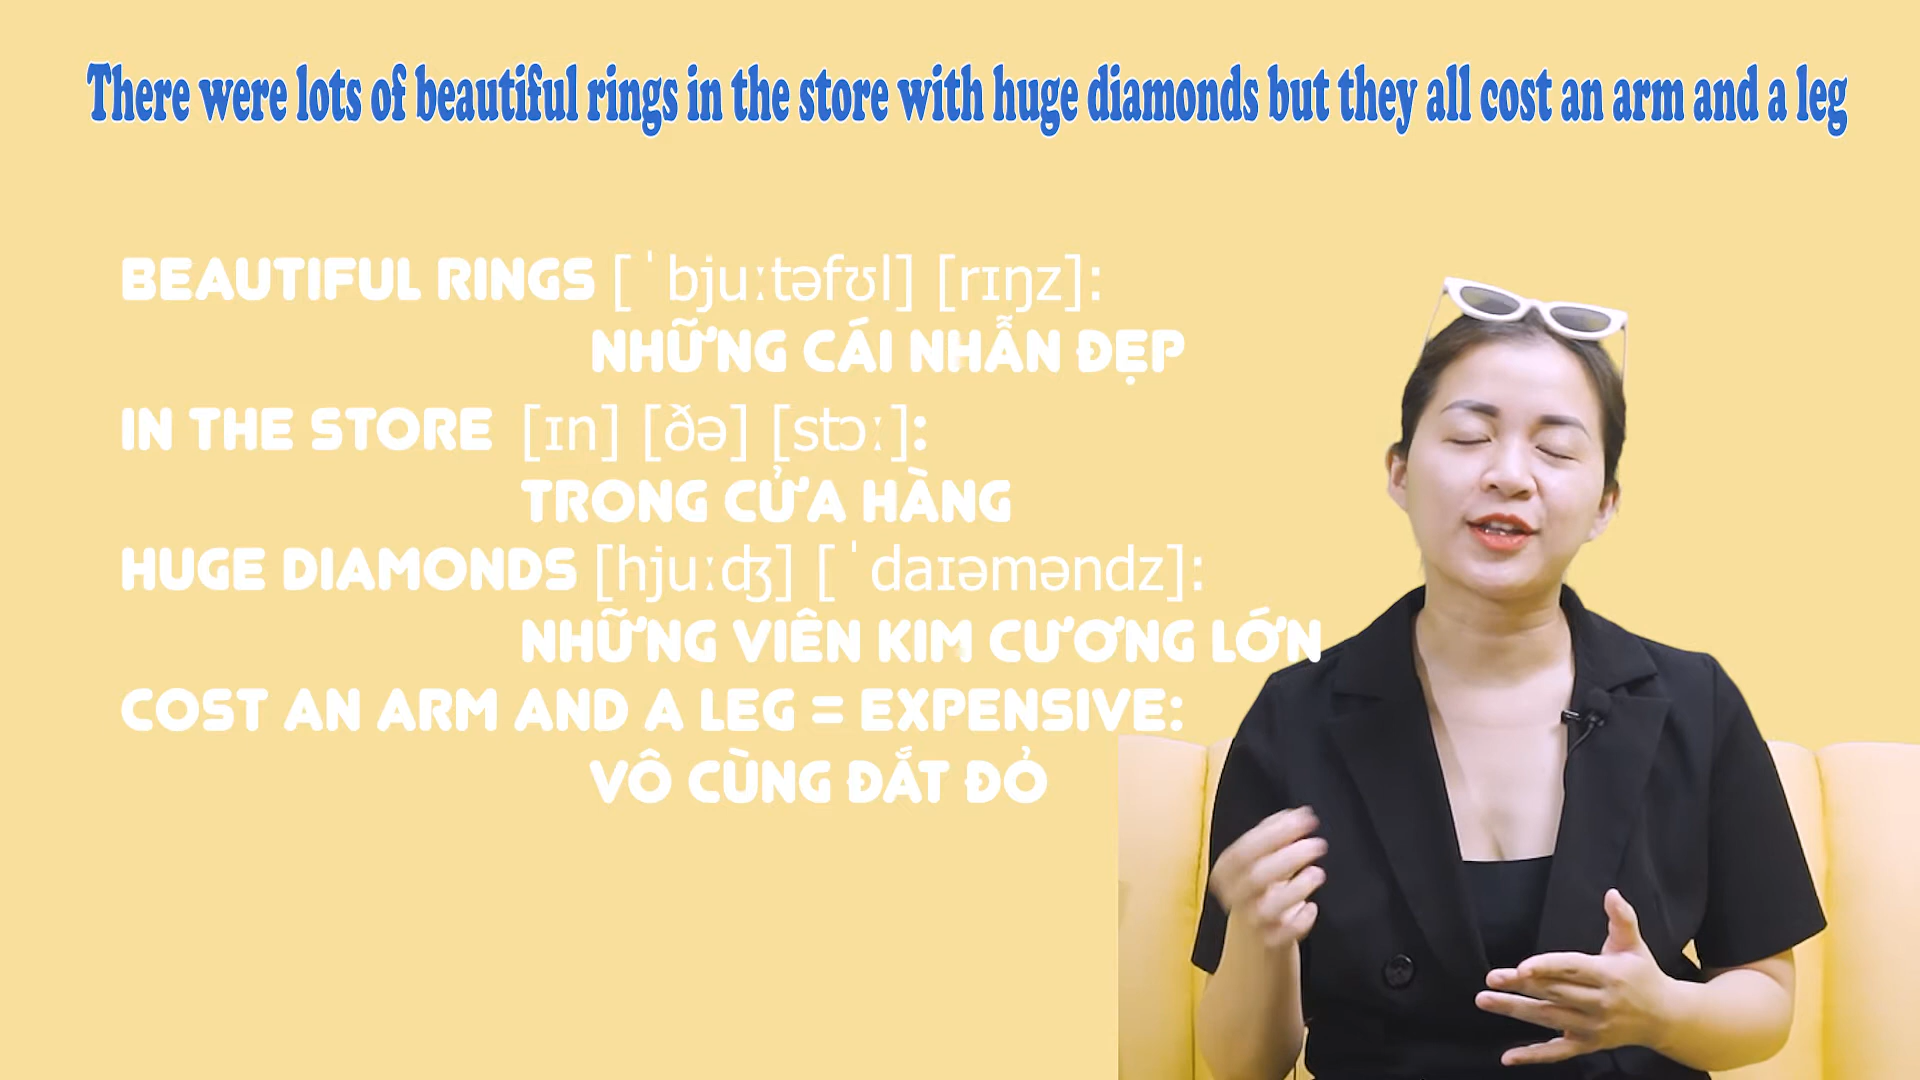 There were lots of beautiful rings in the store with huge diamonds but they all cost an arm and a leg
BEAUTIFUL RINGS [ˈbjuːtəfʊl] [rɪŋz]:
NHỮNG CÁI NHẪN ĐẸP
IN THE STORE [ɪn] [ðə] [stɔː]:
TRONG CỬA HÀNG
HUGE DIAMONDS [hjuːʤ] [ˈdaɪəməndz]:
NHỮNG VIÊN KIM CƯƠNG LỚN
COST AN ARM AND A LEG = EXPENSIVE:
VÔ CÙNG ĐẮT ĐỎ